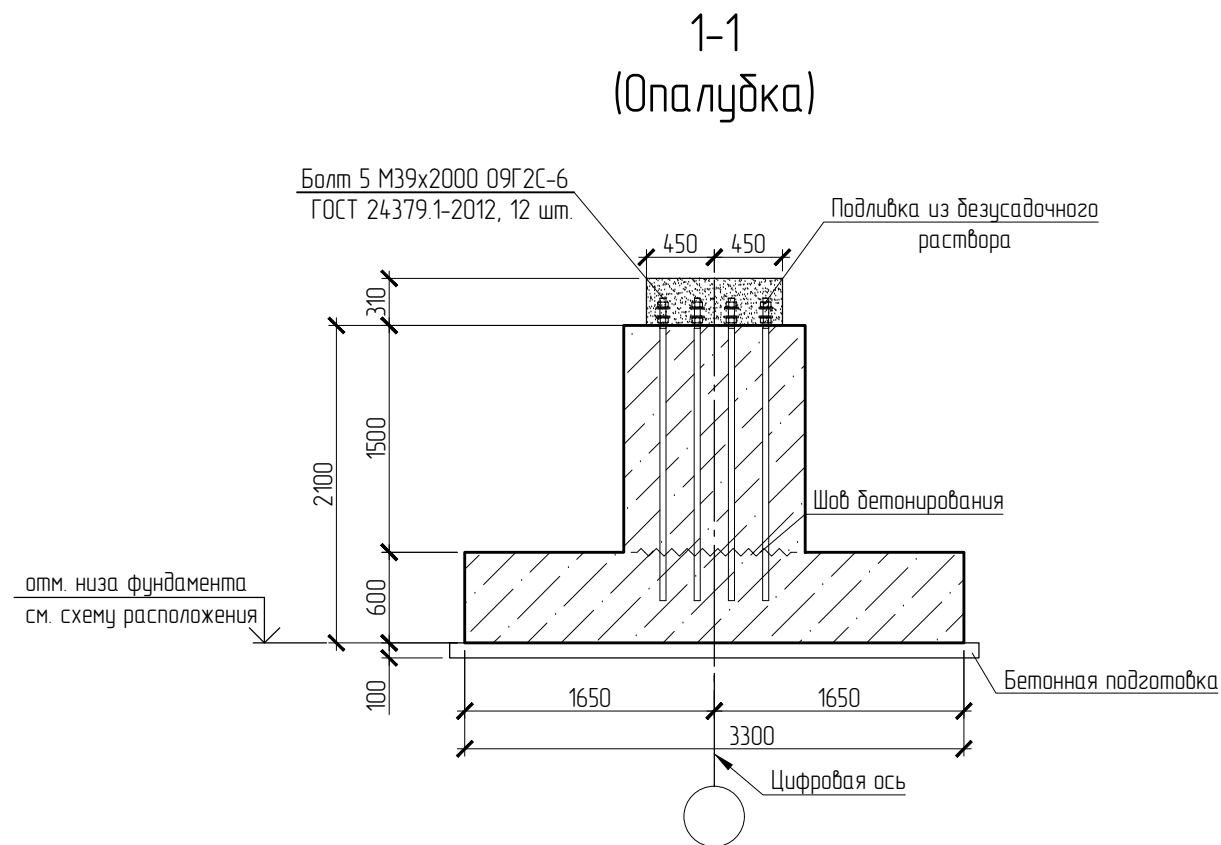 1-1
(Опалубка)
Болт 5 М39х2000 09Г2С-6
ГОСТ 24379.1-2012, 12 шт.
Подливка из безусадочного
раствора
450
450
310
1500
2100
Шов бетонирования
отм. низа фундамента
см. схему расположения
600
100
Бетонная подготовка
1650
1650
3300
Цифровая ось